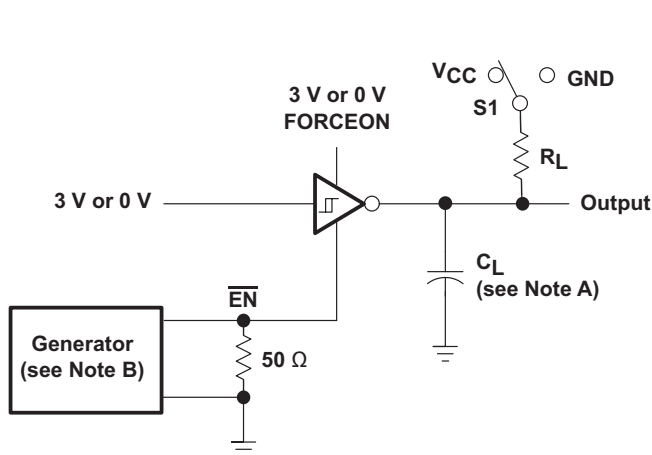 VCC
GND
S1
3 V or 0 V
FORCEON
RL
3 V or 0 V
Output
CL
(see Note A)
EN
Generator
(see Note B)
50 Ω